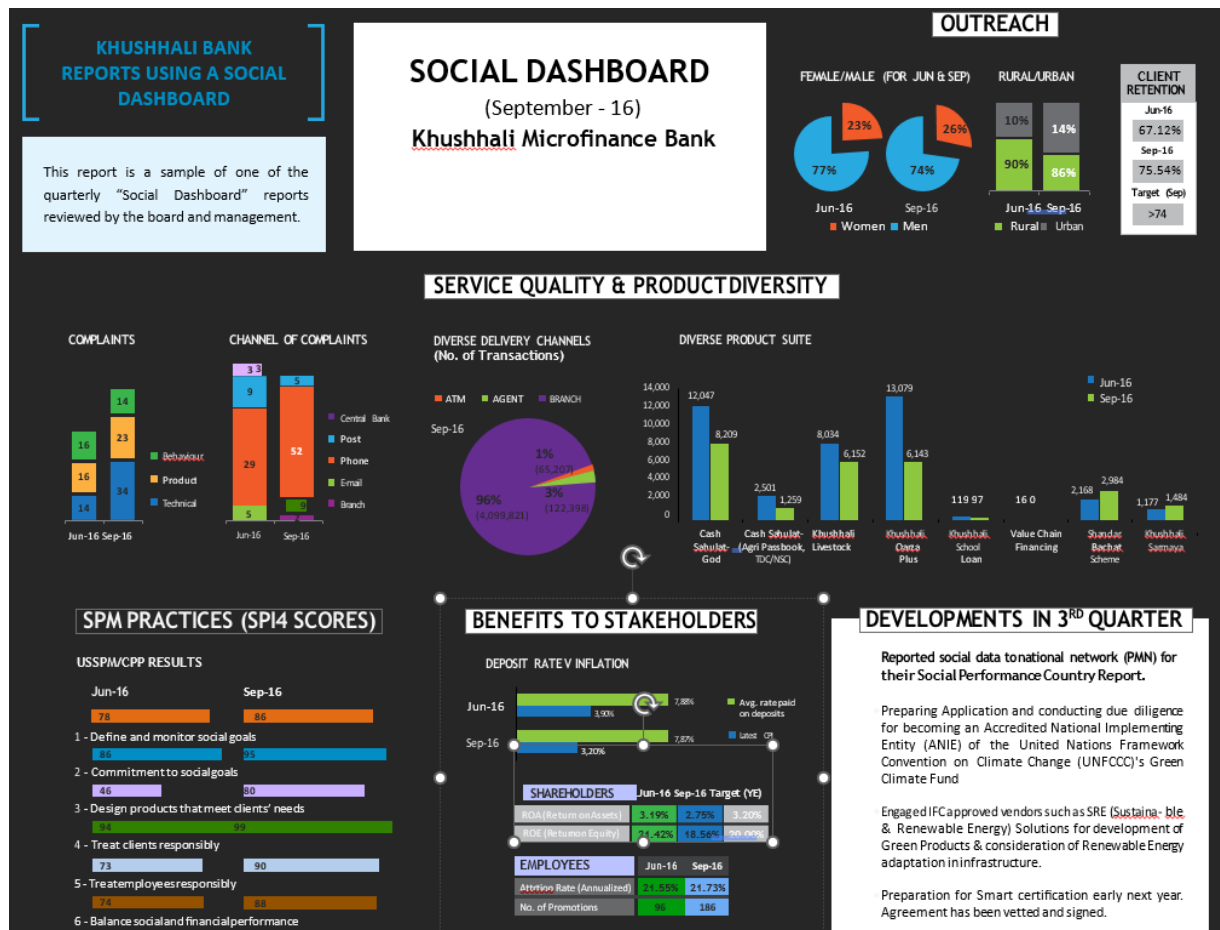 KHUSHHALI BANK
REPORTS USING A SOCIAL
DASHBOARD
This report is a sample of one of the
quarterly “Social Dashboard” reports
reviewed by the board and management.
SOCIAL DASHBOARD
(September - 16)
Khushhali Microfinance Bank
OUTREACH
FEMALE/MALE (FOR JUN & SEP)
23%
77%
26%
74%
Jun-16
Sep-16
Women Men
RURAL/URBAN
10%
14%
90%
86%
Jun-16 Sep-16
Rural Urban
CLIENT
RETENTION
Jun-16
67.12%
Sep-16
75.54%
Target (Sep)
>74
SERVICE QUALITY & PRODUCT DIVERSITY
COMPLAINTS
14
16
23
16
34
14
Behaviour
Product
Technical
Jun-16 Sep-16
CHANNEL OF COMPLAINTS
3 3
5
9
52
29
9
5
Central Bank
Post
Phone
E-mail
Branch
Jun-16
Sep-16
DIVERSE DELIVERY CHANNELS
(No. of Transactions)
ATM AGENT BRANCH
Sep-16
1%
(65,207)
96%
(4,099,821)
3%
(122,398)
DIVERSE PRODUCT SUITE
14,000
12,000
10,000
8,000
6,000
4,000
2,000
0
Jun-16
Sep-16
12,047
8,209
2,501
1,259
8,034
6,152
13,079
6,143
119 97
16 0
2,168
2,984
1,177
1,484
Cash
Sahulat-
God
Cash Sahulat-
(Agri Passbook,
TDC/NSC)
Khushhali
Livestock
Khushhali
Qarza
Plus
Khushhali
School
Loan
Value Chain
Financing
Shandar
Bachat
Scheme
Khushhali
Sarmaya
SPM PRACTICES (SPI4 SCORES)
USSPM/CPP RESULTS
Jun-16 Sep-16
78 86
1 - Define and monitor social goals
86 95
2 - Commitment to social goals
46 80
3 - Design products that meet clients’ needs
94 99
4 - Treat clients responsibly
73 90
5 - Treat employees responsibly
74 88
6 - Balance social and financial performance
BENEFITS TO STAKEHOLDERS
DEPOSIT RATE V INFLATION
Jun-16
7,88%
3,90%
Sep-16
7,87%
3,20%
Avg. rate paid
on deposits
Latest CPI
SHAREHOLDERS Jun-16 Sep-16 Target (YE)
ROA (Return on Assets) 3.19% 2.75% 3.20%
ROE (Return on Equity) 21.42% 18.56% 20.00%
EMPLOYEES Jun-16 Sep-16
Attrtion Rate (Annualized) 21.55% 21.73%
No. of Promotions 96 186
DEVELOPMENTS IN 3RD QUARTER
Reported social data to national network (PMN) for
their Social Performance Country Report.
Preparing Application and conducting due diligence
for becoming an Accredited National Implementing
Entity (ANIE) of the United Nations Framework
Convention on Climate Change (UNFCCC)'s Green
Climate Fund
Engaged IFC approved vendors such as SRE (Sustaina- ble
& Renewable Energy) Solutions for development of
Green Products & consideration of Renewable Energy
adaptation in infrastructure.
Preparation for Smart certification early next year.
Agreement has been vetted and signed.